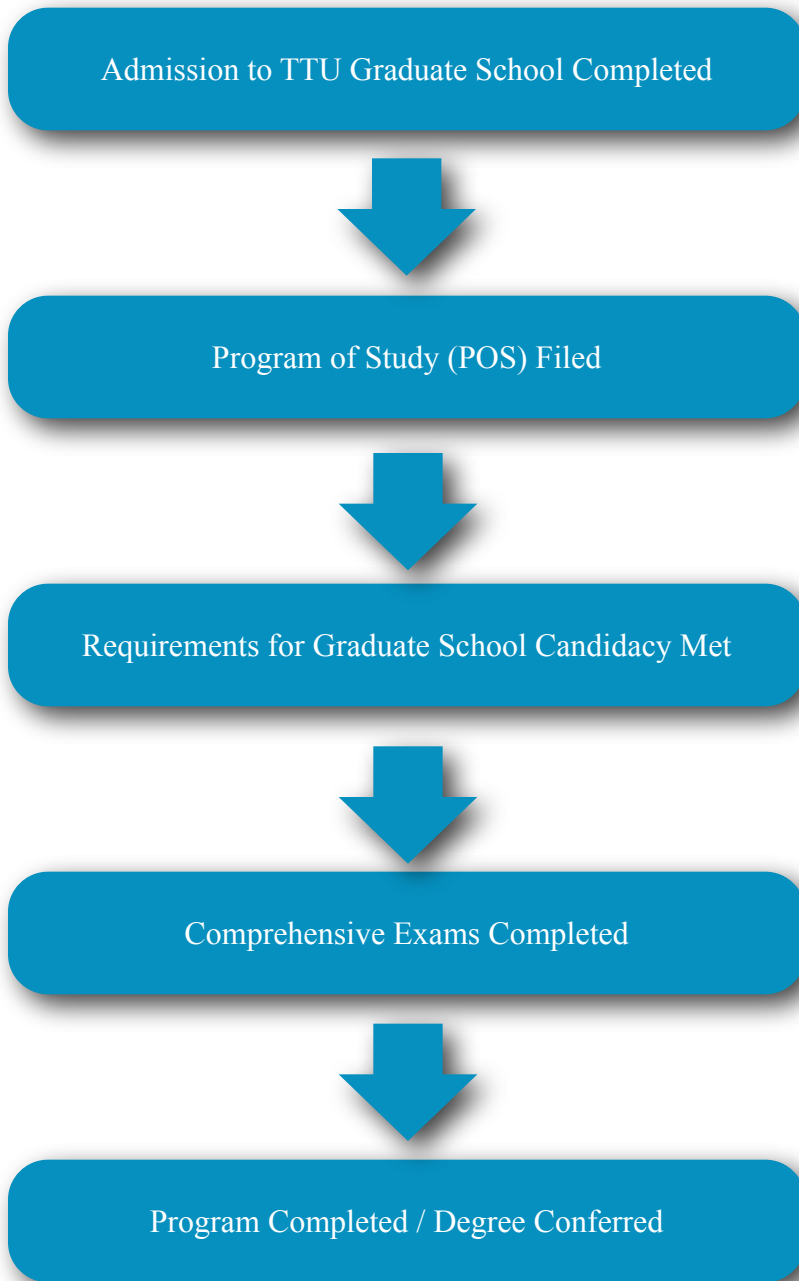 Admission to TTU Graduate School Completed
Program of Study (POS) Filed
Requirements for Graduate School Candidacy Met
Comprehensive Exams Completed
Program Completed / Degree Conferred